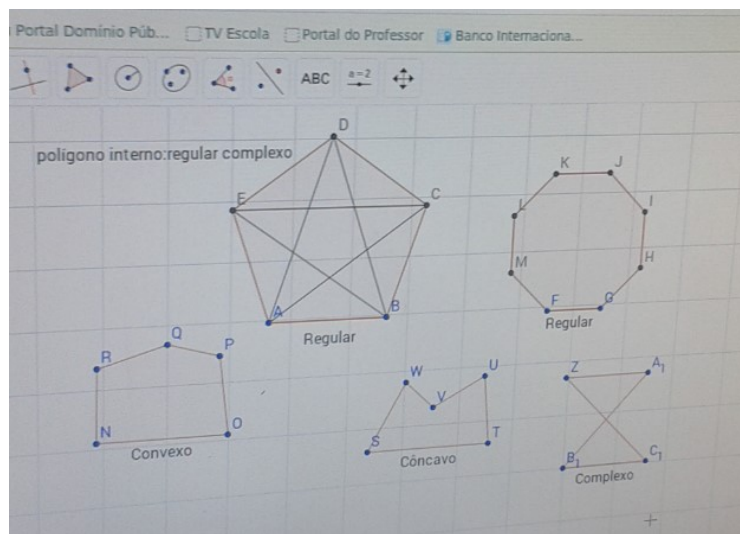 Portal Domínio Púb... TV Escola Portal do Professor Banco Internaciona...
ABC a=2
poligono interno:regular complexo
D
E
C
A
B
Regular
K
J
L
I
M
H
F
G
Regular
R
Q
P
N
O
Convexo
W
U
V
S
T
Côncavo
Z
A₁
B₁
C₁
Complexo